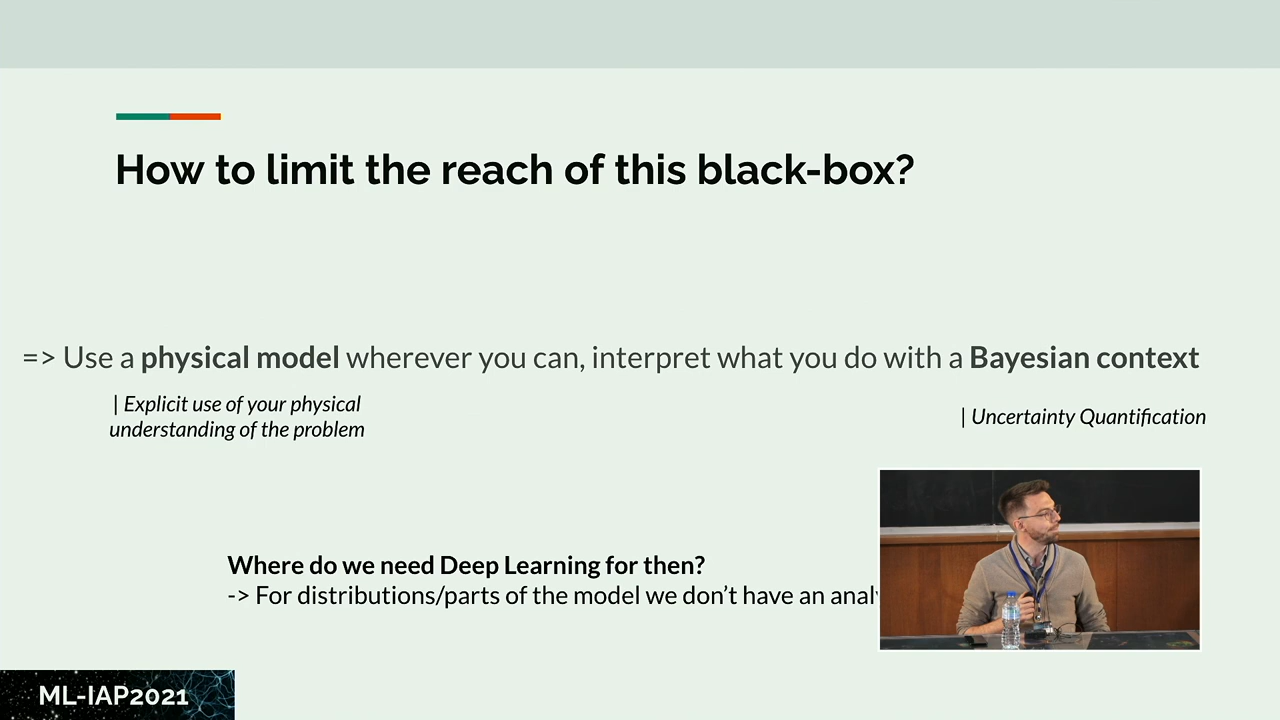 How to limit the reach of this black-box?
=> Use a physical model wherever you can, interpret what you do with a Bayesian context
| Explicit use of your physical
understanding of the problem
| Uncertainty Quantification
Where do we need Deep Learning for then?
-> For distributions/parts of the model we don't have an
ML-IAP2021